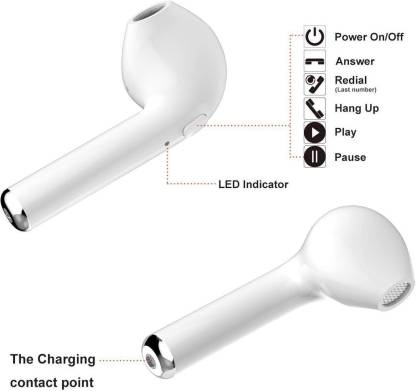 Power On/Off
Answer
Redial
(Last number)
Hang Up
Play
Pause
LED Indicator
The Charging
contact point